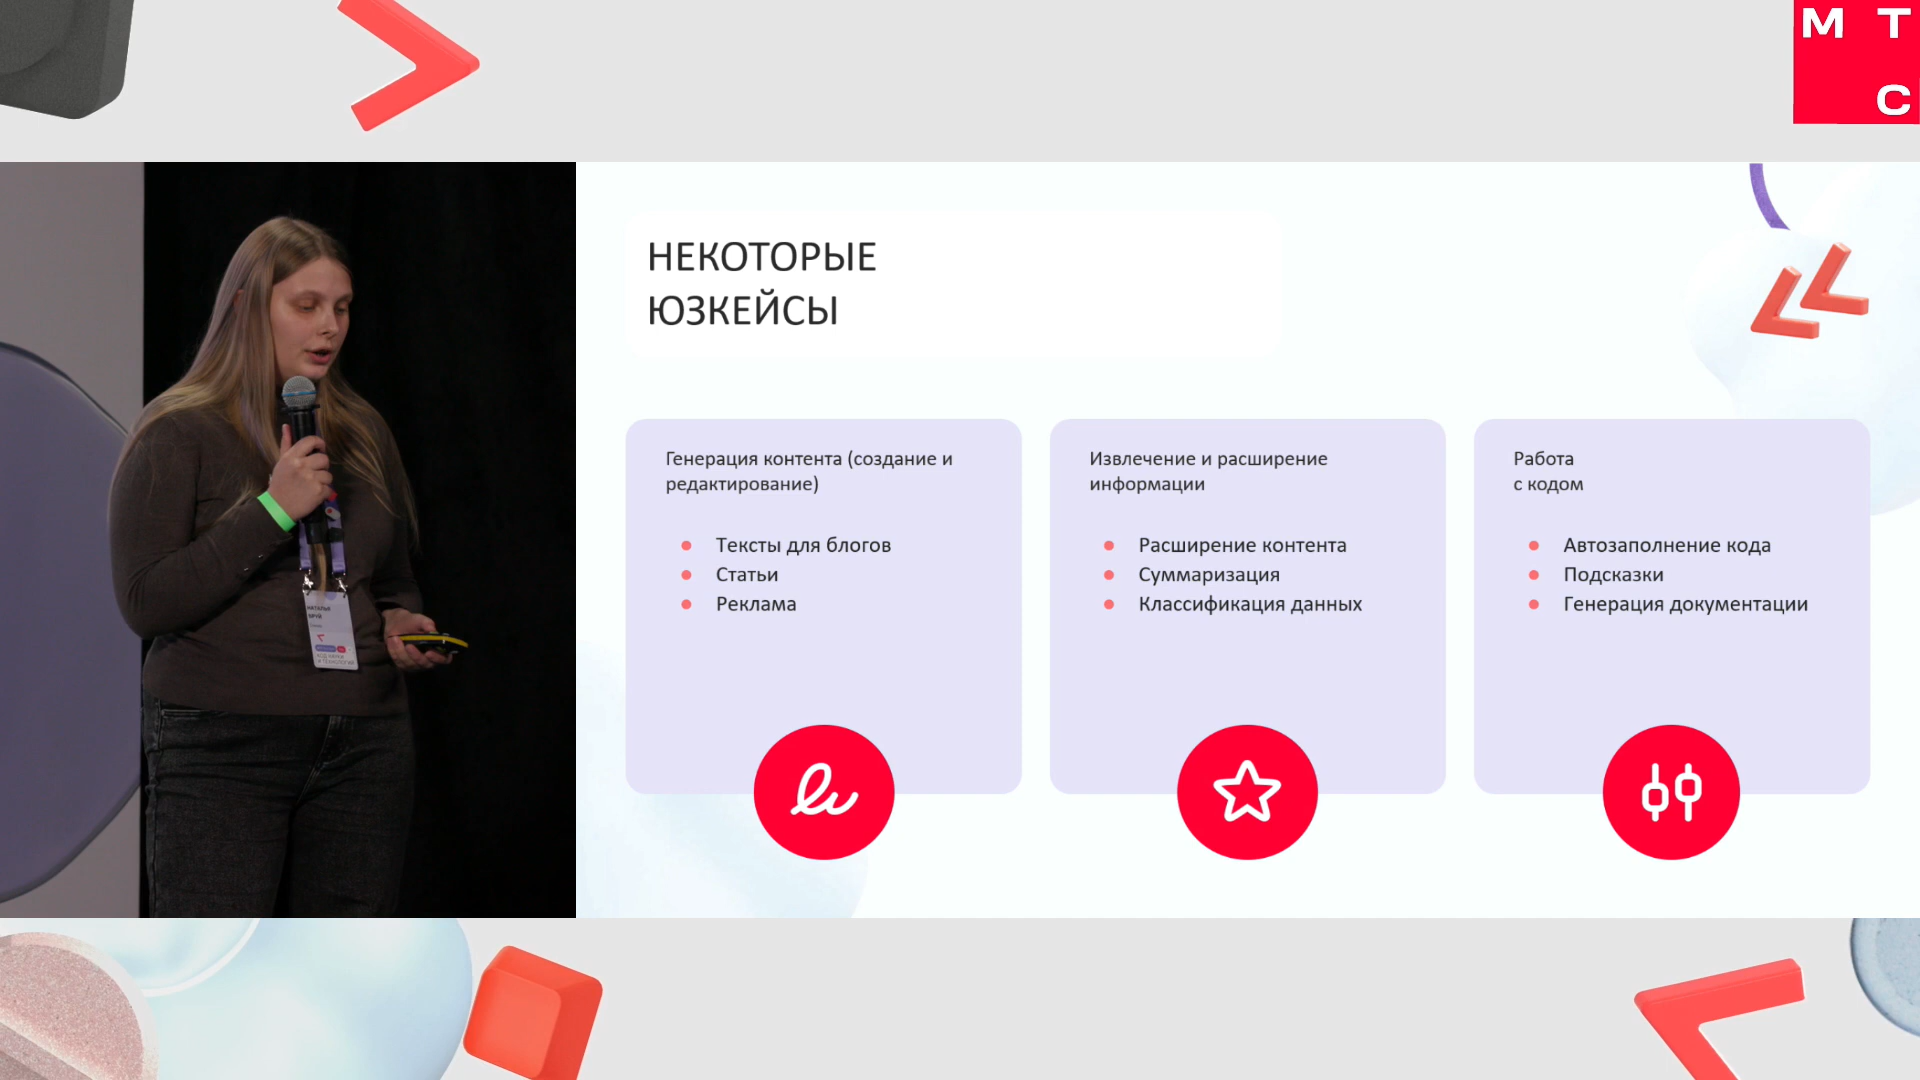 М Т
С
НЕКОТОРЫЕ
ЮЗКЕЙСЫ
Генерация контента (создание и
редактирование)
Тексты для блогов
Статьи
Реклама
Извлечение и расширение
информации
Расширение контента
Суммаризация
Классификация данных
Работа
с кодом
Автозаполнение кода
Подсказки
Генерация документации
НАТАЛЬЯ